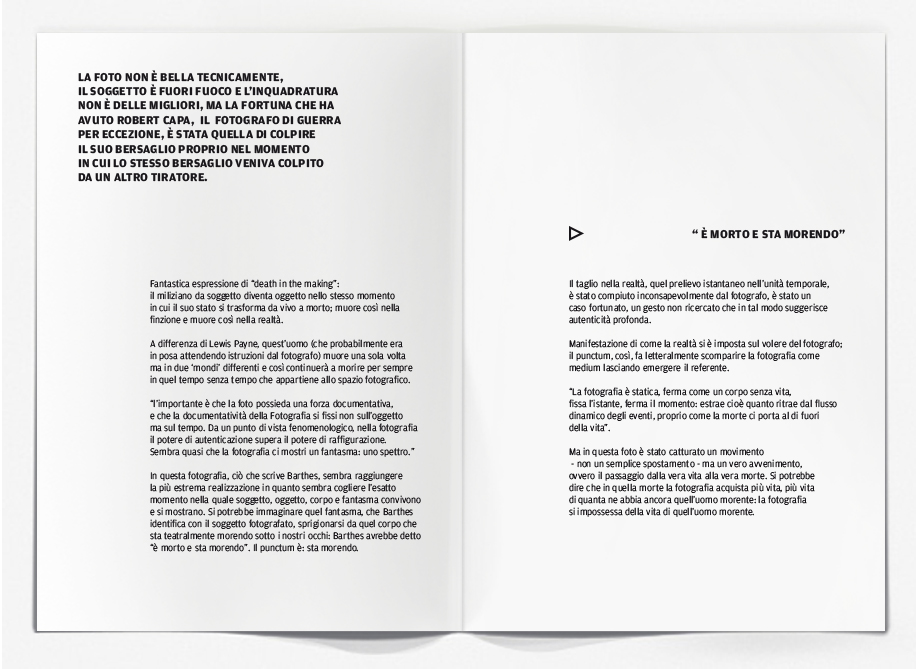 LA FOTO NON È BELLA TECNICAMENTE,
IL SOGGETTO È FUORI FUOCO E L'INQUADRATURA
NON È DELLE MIGLIORI, MA LA FORTUNA CHE HA
AVUTO ROBERT CAPA, IL FOTOGRAFO DI GUERRA
PER ECCEZIONE, È STATA QUELLA DI COLPIRE
IL SUO BERSAGLIO PROPRIO NEL MOMENTO
IN CUI LO STESSO BERSAGLIO VENIVA COLPITO
DA UN ALTRO TIRATORE.
Fantastica espressione di "death in the making":
il miliziano da soggetto diventa oggetto nello stesso momento
in cui il suo stato si trasforma da vivo a morto; muore così nella
finzione e muore così nella realtà.
A differenza di Lewis Payne, quest'uomo (che probabilmente era
in posa attendendo istruzioni dal fotografo) muore una sola volta
ma in due 'mondi' differenti e così continuerà a morire per sempre
in quel tempo senza tempo che appartiene allo spazio fotografico.
"l'importante è che la foto possieda una forza documentativa,
e che la documentatività della Fotografia si fissi non sull'oggetto
ma sul tempo. Da un punto di vista fenomenologico, nella fotografia
il potere di autenticazione supera il potere di raffigurazione.
Sembra quasi che la fotografia ci mostri un fantasma: uno spettro."
In questa fotografia, ciò che scrive Barthes, sembra raggiungere
la più estrema realizzazione in quanto sembra cogliere l'esatto
momento nella quale soggetto, oggetto, corpo e fantasma convivono
e si mostrano. Si potrebbe immaginare quel fantasma, che Barthes
identifica con il soggetto fotografato, sprigionarsi da quel corpo che
sta teatralmente morendo sotto i nostri occhi: Barthes avrebbe detto
"è morto e sta morendo". Il punctum è: sta morendo.
" È MORTO E STA MORENDO"
Il taglio nella realtà, quel prelievo istantaneo nell'unità temporale,
è stato compiuto inconsapevolmente dal fotografo, è stato un
caso fortunato, un gesto non ricercato che in tal modo suggerisce
autenticità profonda.
Manifestazione di come la realtà si è imposta sul volere del fotografo;
il punctum, così, fa letteralmente scomparire la fotografia come
medium lasciando emergere il referente.
"La fotografia è statica, ferma come un corpo senza vita,
fissa l'istante, ferma il momento: estrae cioè quanto ritrae dal flusso
dinamico degli eventi, proprio come la morte ci porta al di fuori
della vita".
Ma in questa foto è stato catturato un movimento
- non un semplice spostamento - ma un vero avvenimento,
ovvero il passaggio dalla vera vita alla vera morte. Si potrebbe
dire che in quella morte la fotografia acquista più vita, più vita
di quanta ne abbia ancora quell'uomo morente: la fotografia
si impossessa della vita di quell'uomo morente.